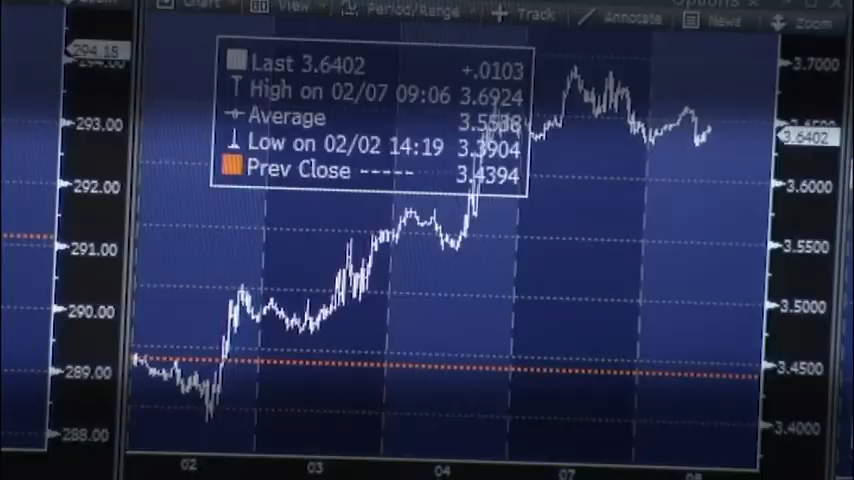 Chart View Period/Range Track Annotate News Zoom
294.18
294.00
293.00
292.00
291.00
290.00
289.00
288.00
Last 3.6402 +.0103
High on 02/07 09:06 3.6924
Average 3.5538
Low on 02/02 14:19 3.3904
Prev Close ----- 3.4394
3.7000
3.6402
3.6000
3.5500
3.5000
3.4500
3.4000
02 03 04 07 08